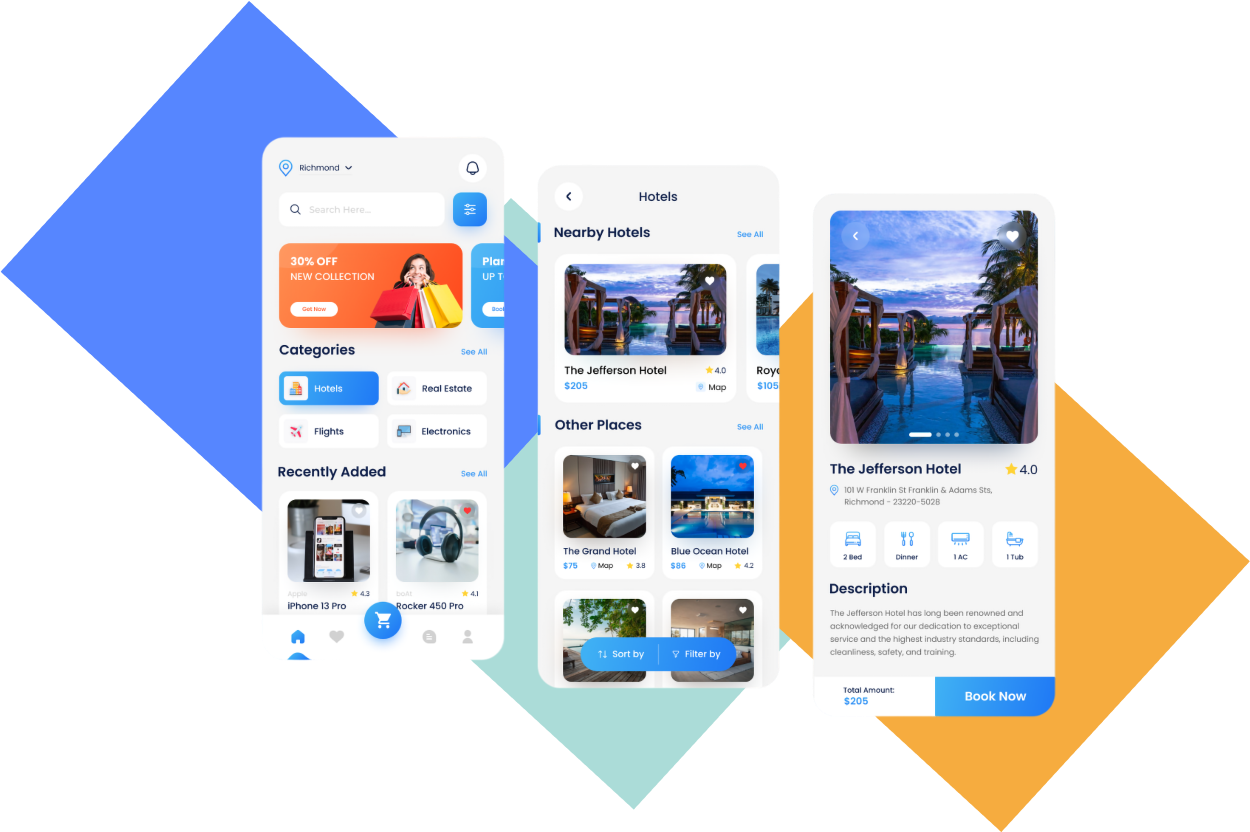 Richmond
Search Here...
30% OFF
NEW COLLECTION
Get Now
Plan
UP TO
Book
Categories
See All
Hotels
Real Estate
Flights
Electronics
Recently Added
See All
Apple
4.3
iPhone 13 Pro
boAt
4.1
Rocker 450 Pro
Hotels
Nearby Hotels
See All
The Jefferson Hotel
4.0
$205
Map
Roye
$105
Other Places
See All
The Grand Hotel
$75
Map
3.8
Blue Ocean Hotel
$86
Map
4.2
Sort by
Filter by
The Jefferson Hotel
4.0
101 W Franklin St Franklin & Adams Sts,
Richmond - 23220-5028
2 Bed
Dinner
1 AC
1 Tub
Description
The Jefferson Hotel has long been renowned and
acknowledged for our dedication to exceptional
service and the highest industry standards, including
cleanliness, safety, and training.
Total Amount:
$205
Book Now